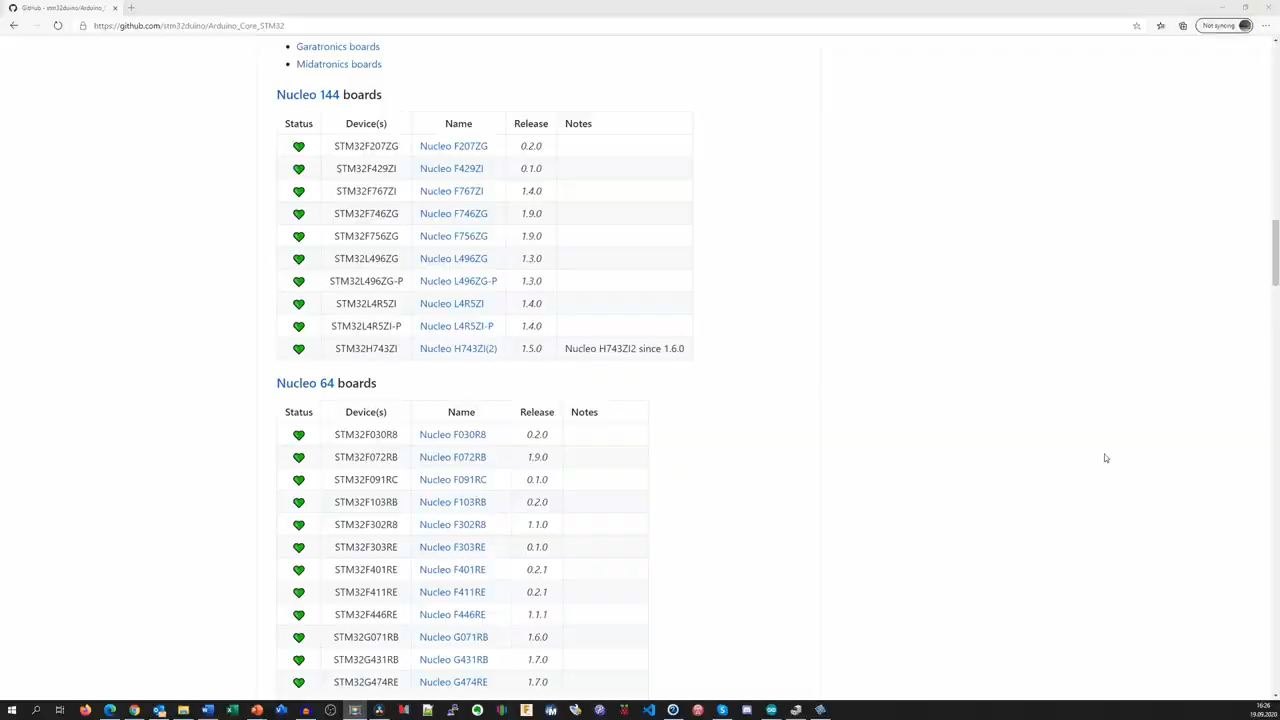 GitHub - stm32duino/Arduino_
https://github.com/stm32duino/Arduino_Core_STM32
Not syncing
Garatronics boards
Midatronics boards
Nucleo 144 boards
Status Device(s) Name Release Notes
STM32F207ZG Nucleo F207ZG 0.2.0
STM32F429ZI Nucleo F429ZI 0.1.0
STM32F767ZI Nucleo F767ZI 1.4.0
STM32F746ZG Nucleo F746ZG 1.9.0
STM32F756ZG Nucleo F756ZG 1.9.0
STM32L496ZG Nucleo L496ZG 1.3.0
STM32L496ZG-P Nucleo L496ZG-P 1.3.0
STM32L4R5ZI Nucleo L4R5ZI 1.4.0
STM32L4R5ZI-P Nucleo L4R5ZI-P 1.4.0
STM32H743ZI Nucleo H743ZI(2) 1.5.0 Nucleo H743ZI2 since 1.6.0
Nucleo 64 boards
Status Device(s) Name Release Notes
STM32F030R8 Nucleo F030R8 0.2.0
STM32F072RB Nucleo F072RB 1.9.0
STM32F091RC Nucleo F091RC 0.1.0
STM32F103RB Nucleo F103RB 0.2.0
STM32F302R8 Nucleo F302R8 1.1.0
STM32F303RE Nucleo F303RE 0.1.0
STM32F401RE Nucleo F401RE 0.2.1
STM32F411RE Nucleo F411RE 0.2.1
STM32F446RE Nucleo F446RE 1.1.1
STM32G071RB Nucleo G071RB 1.6.0
STM32G431RB Nucleo G431RB 1.7.0
STM32G474RE Nucleo G474RE 1.7.0
16:26
19.09.2020